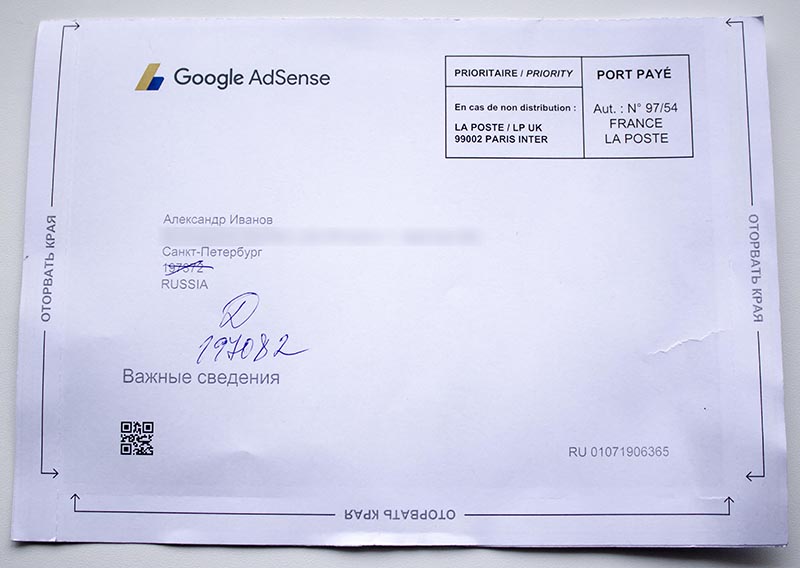 Google AdSense
PRIORITAIRE / PRIORITY
En cas de non distribution :
LA POSTE / LP UK
99002 PARIS INTER
PORT PAYÉ
Aut. : N° 97/54
FRANCE
LA POSTE
Александр Иванов
Санкт-Петербург
RUSSIA
Д
197082
Важные сведения
RU 01071906365
ОТОРВАТЬ КРАЯ
ОТОРВАТЬ КРАЯ
ОТОРВАТЬ КРАЯ